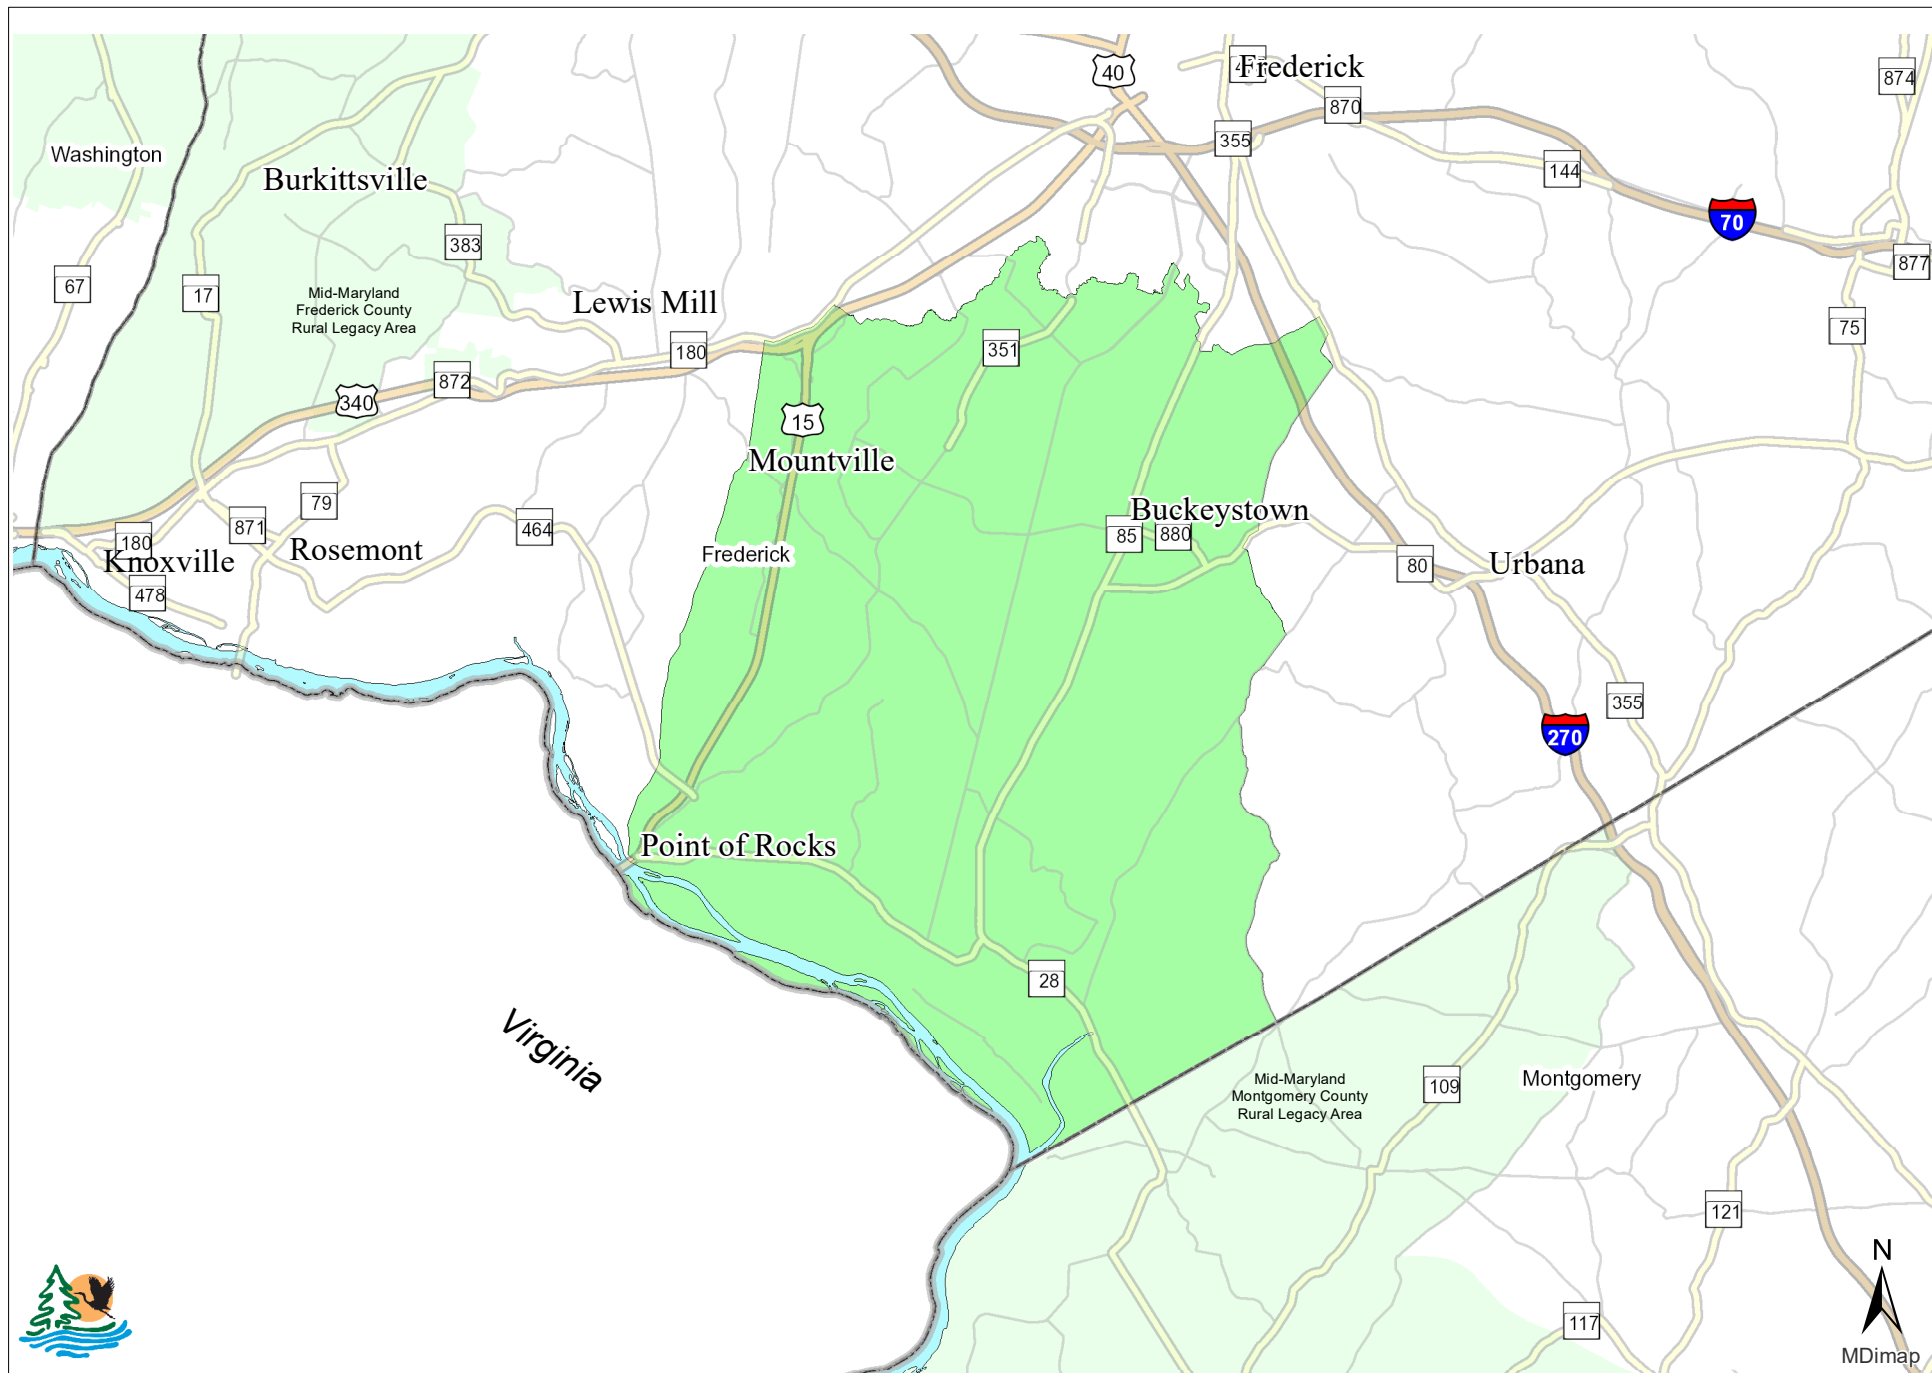 40
Frederick
874
870
355
Washington
144
Burkittsville
70
383
877
67
17
Mid-Maryland
Frederick County
Rural Legacy Area
Lewis Mill
75
180
351
872
340
15
Mountville
79
Buckeystown
871
464
180
85
880
Rosemont
Frederick
Knoxville
80
Urbana
478
355
270
Point of Rocks
28
Virginia
Mid-Maryland
Montgomery County
Rural Legacy Area
109
Montgomery
121
N
117
MDimap